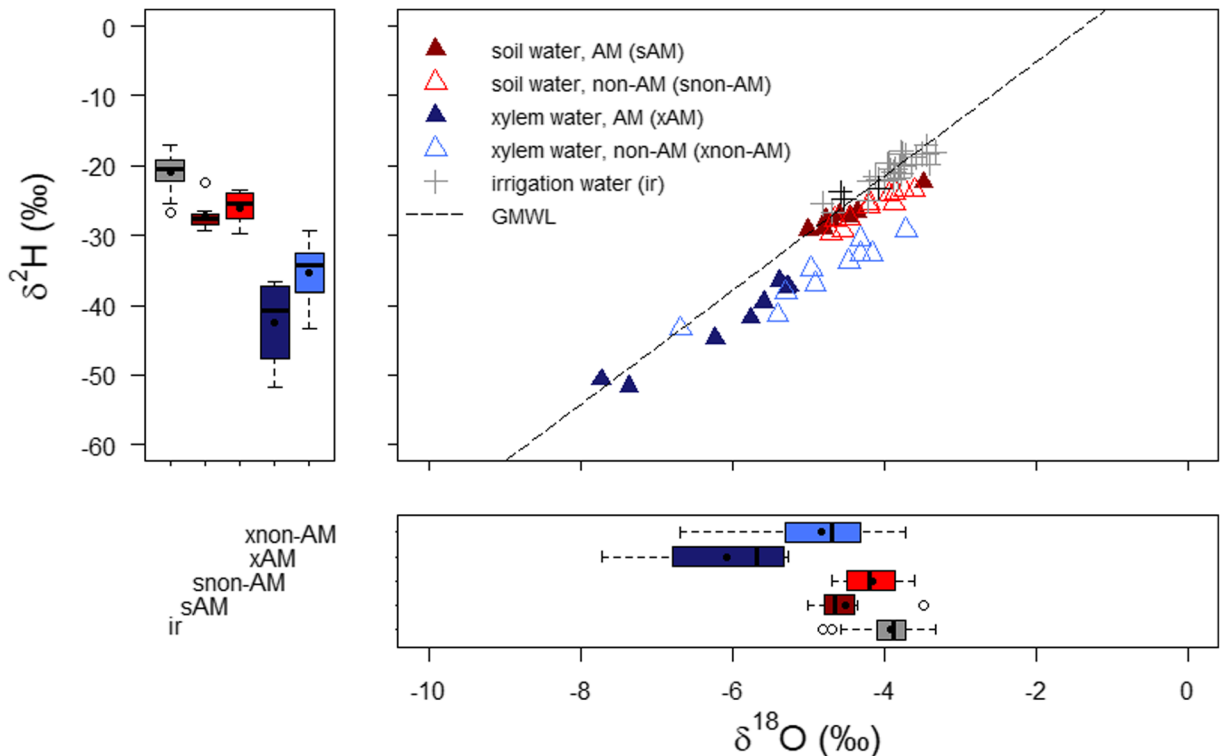 0
-10
-20
-30
-40
-50
-60
δ²H (‰)
soil water, AM (sAM)
soil water, non-AM (snon-AM)
xylem water, AM (xAM)
xylem water, non-AM (xnon-AM)
irrigation water (ir)
GMWL
xnon-AM
xAM
snon-AM
sAM
ir
-10 -8 -6 -4 -2 0
δ¹⁸O (‰)